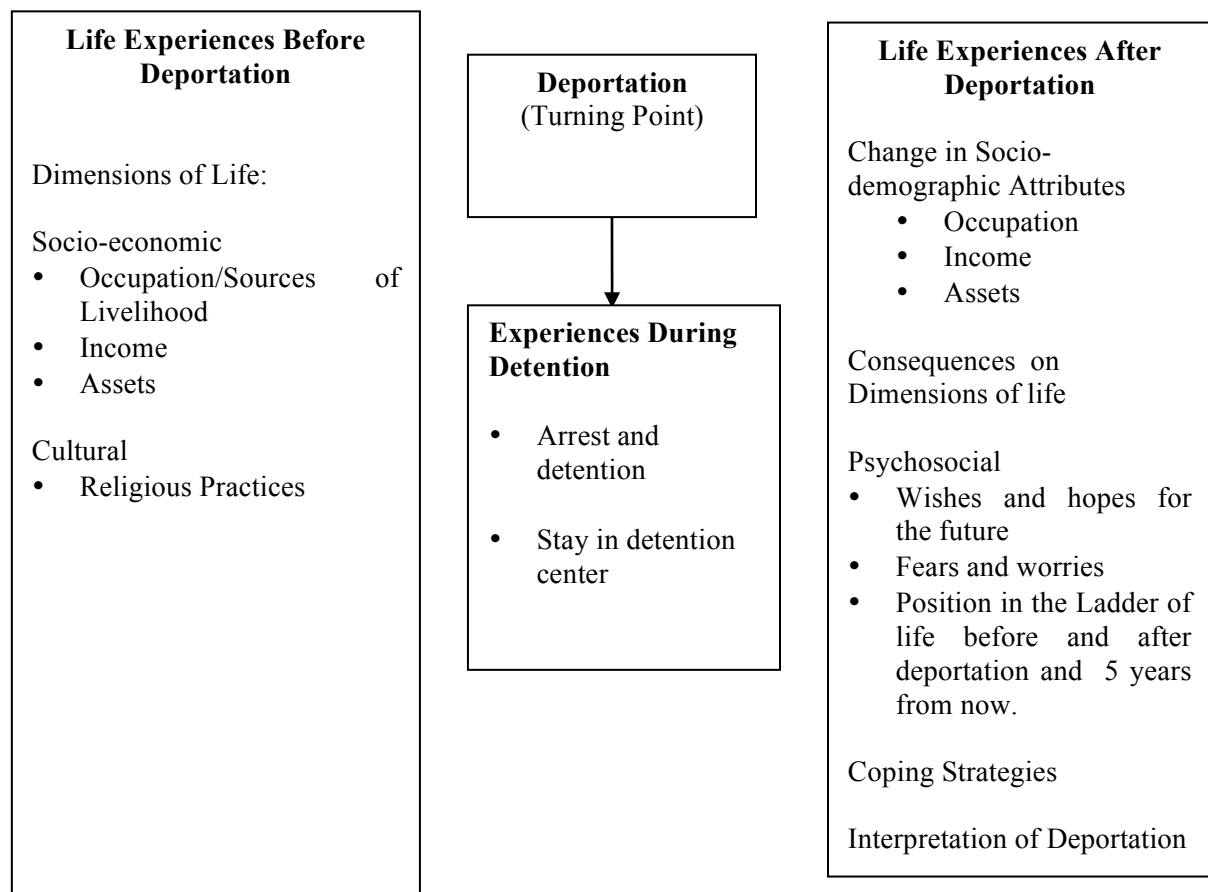 Life Experiences Before
Deportation
Dimensions of Life:
Socio-economic
• Occupation/Sources of
Livelihood
• Income
• Assets
Cultural
• Religious Practices
Deportation
(Turning Point)
Experiences During
Detention
• Arrest and
detention
• Stay in detention
center
Life Experiences After
Deportation
Change in Socio-
demographic Attributes
• Occupation
• Income
• Assets
Consequences on
Dimensions of life
Psychosocial
• Wishes and hopes for
the future
• Fears and worries
• Position in the Ladder of
life before and after
deportation and 5 years
from now.
Coping Strategies
Interpretation of Deportation